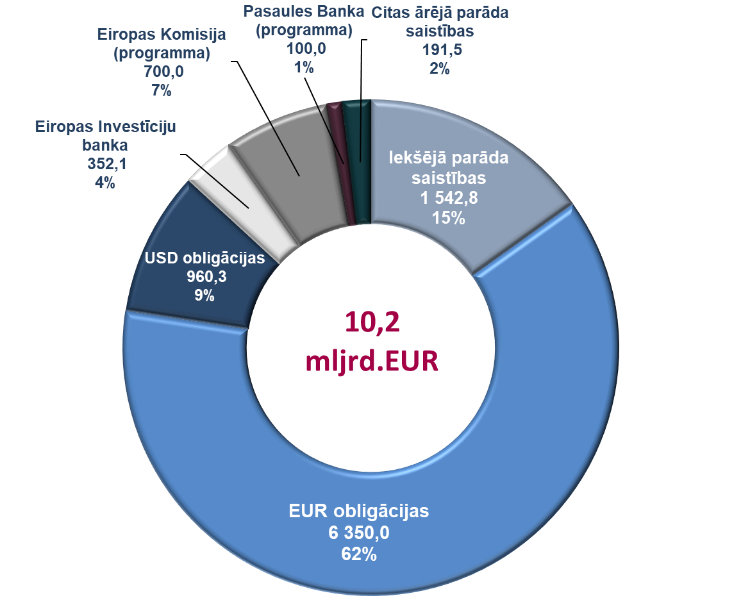 Pasaules Banka
(programma)
100,0
1%
Citas ārējā parāda
saistības
191,5
2%
Eiropas Komisija
(programma)
700,0
7%
Eiropas Investīciju
banka
352,1
4%
Iekšējā parāda
saistības
1 542,8
15%
USD obligācijas
960,3
9%
10,2
mljrd.EUR
EUR obligācijas
6 350,0
62%